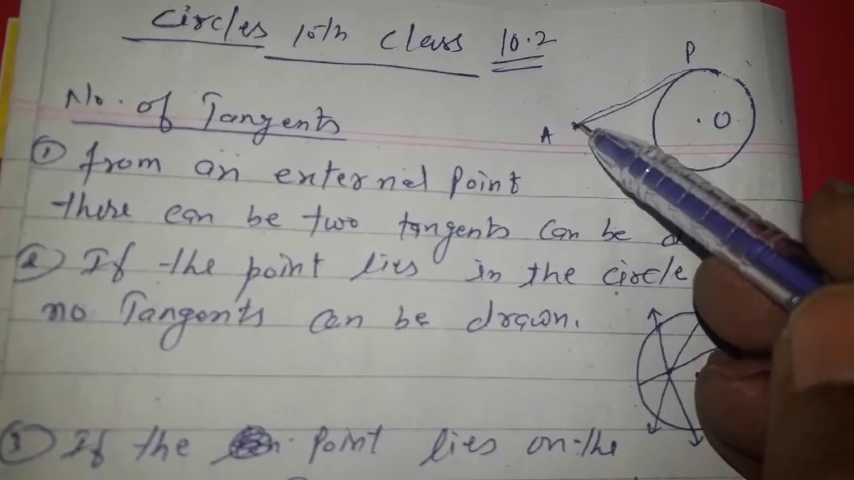 Circles 10th Class 10.2
No. of Tangents
① from an external point
there can be two tangents can be
② If the point lies in the circle
no Tangents can be drawn.
③ If the point lies on the
P
A
O